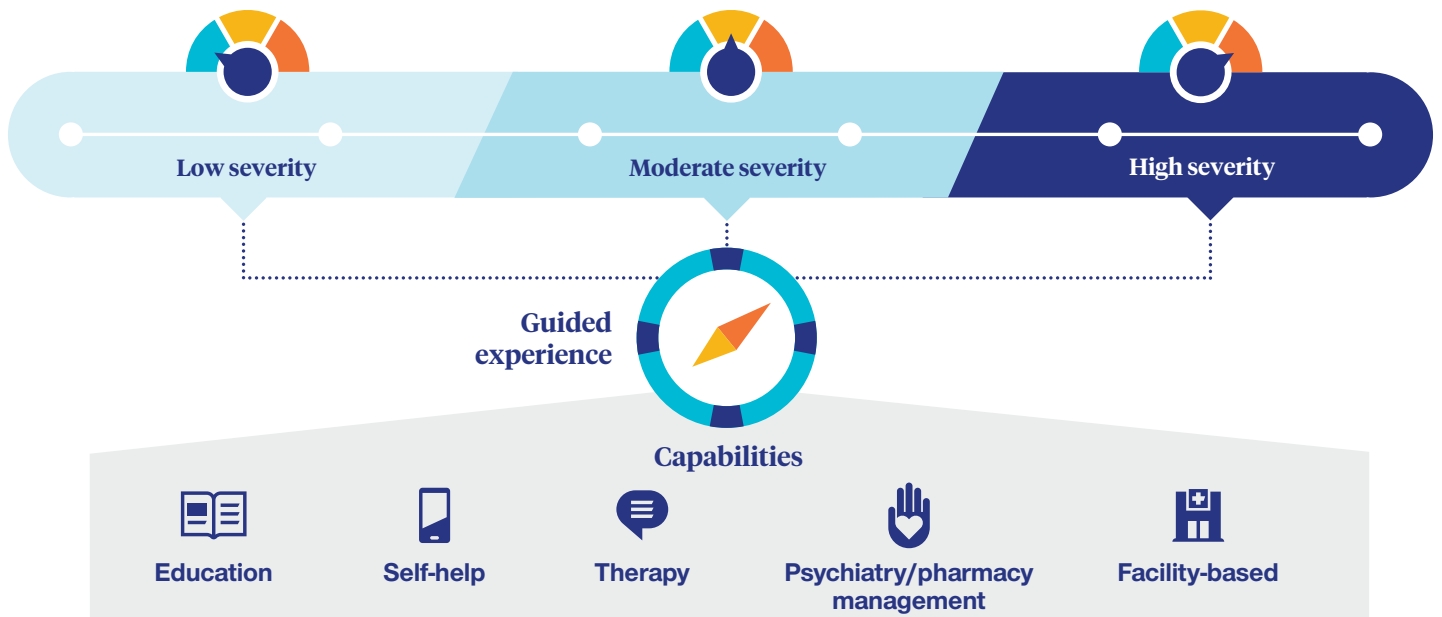 Low severity
Moderate severity
High severity
Guided
experience
Capabilities
Education
Self-help
Therapy
Psychiatry/pharmacy
management
Facility-based